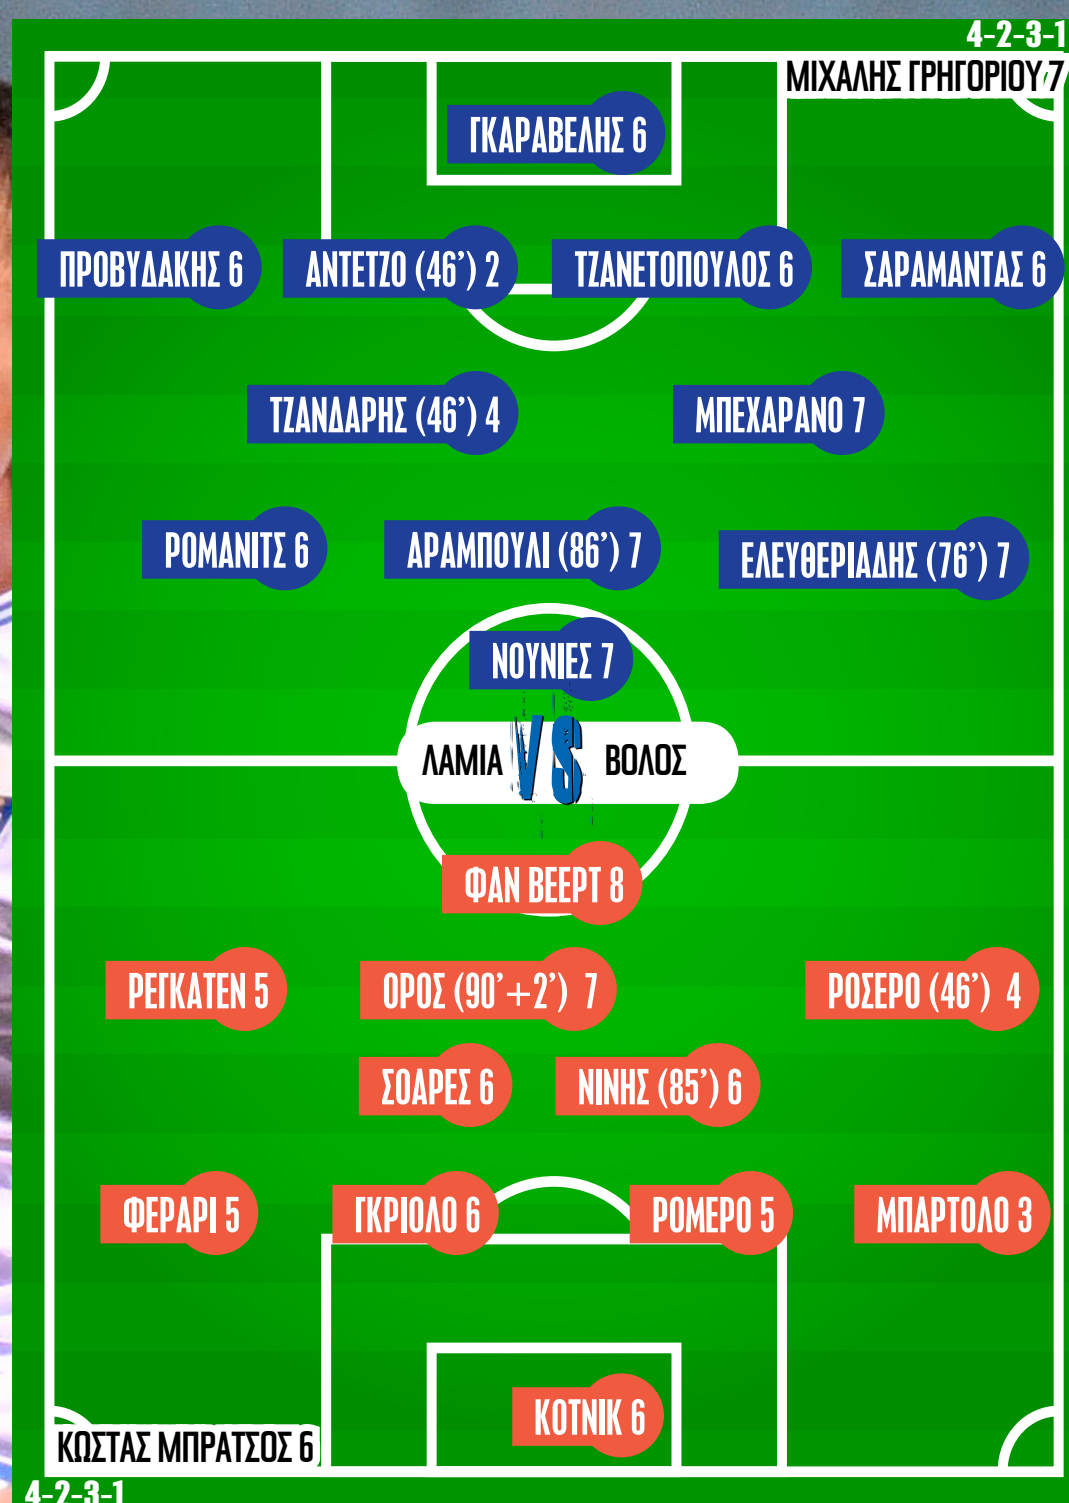 4-2-3-1
ΜΙΧΑΛΗΣ ΓΡΗΓΟΡΙΟΥ 7
ΓΚΑΡΑΒΕΛΗΣ 6
ΠΡΟΒΥΔΑΚΗΣ 6
ΑΝΤΕΤΖΟ (46’) 2
ΤΖΑΝΕΤΟΠΟΥΛΟΣ 6
ΣΑΡΑΜΑΝΤΑΣ 6
ΤΖΑΝΔΑΡΗΣ (46’) 4
ΜΠΕΧΑΡΑΝΟ 7
ΡΟΜΑΝΙΤΣ 6
ΑΡΑΜΠΟΥΛΙ (86’) 7
ΕΛΕΥΘΕΡΙΑΔΗΣ (76’) 7
ΝΟΥΝΙΕΣ 7
ΛΑΜΙΑ VS ΒΟΛΟΣ
ΦΑΝ ΒΕΕΡΤ 8
ΡΕΓΚΑΤΕΝ 5
ΟΡΟΣ (90’+2’) 7
ΡΟΣΕΡΟ (46’) 4
ΣΟΑΡΕΣ 6
ΝΙΝΗΣ (85’) 6
ΦΕΡΑΡΙ 5
ΓΚΡΙΟΛΟ 6
ΡΟΜΕΡΟ 5
ΜΠΑΡΤΟΛΟ 3
ΚΟΤΝΙΚ 6
ΚΩΣΤΑΣ ΜΠΡΑΤΣΟΣ 6
4-2-3-1